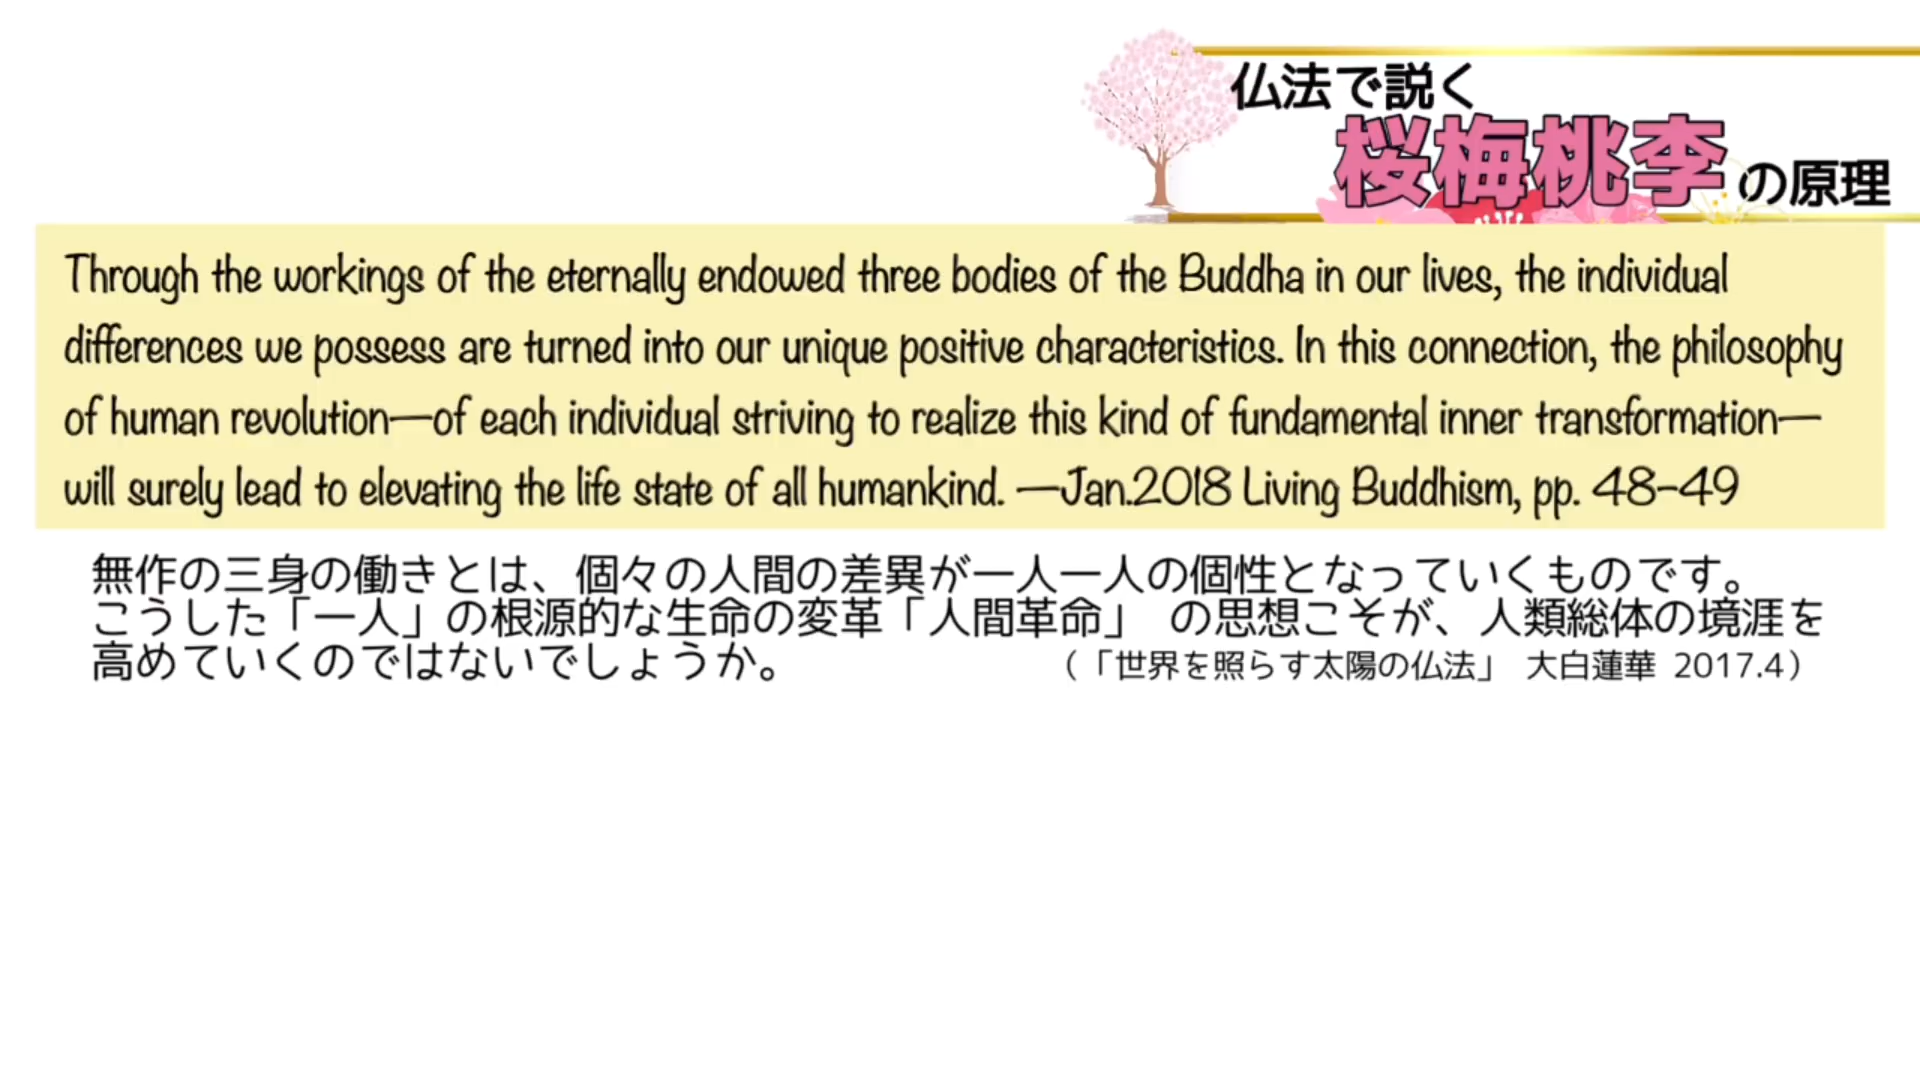 仏法で説く
桜梅桃李の原理
Through the workings of the eternally endowed three bodies of the Buddha in our lives, the individual
differences we possess are turned into our unique positive characteristics. In this connection, the philosophy
of human revolution—of each individual striving to realize this kind of fundamental inner transformation—
will surely lead to elevating the life state of all humankind. —Jan.2018 Living Buddhism, pp. 48-49
無作の三身の働きとは、個々の人間の差異が一人一人の個性となっていくものです。
こうした「一人」の根源的な生命の変革「人間革命」 の思想こそが、人類総体の境涯を
高めていくのではないでしょうか。 （「世界を照らす太陽の仏法」 大白蓮華 2017.4）